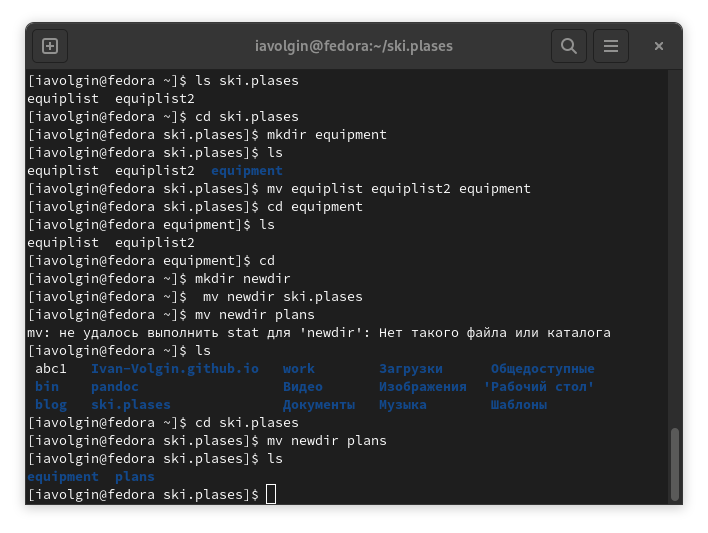 iavolgin@fedora:~/ski.plases
[iavolgin@fedora ~]$ ls ski.plases
equiplist  equiplist2
[iavolgin@fedora ~]$ cd ski.plases
[iavolgin@fedora ski.plases]$ mkdir equipment
[iavolgin@fedora ski.plases]$ ls
equiplist  equiplist2  equipment
[iavolgin@fedora ski.plases]$ mv equiplist equiplist2 equipment
[iavolgin@fedora ski.plases]$ cd equipment
[iavolgin@fedora equipment]$ ls
equiplist  equiplist2
[iavolgin@fedora equipment]$ cd
[iavolgin@fedora ~]$ mkdir newdir
[iavolgin@fedora ~]$  mv newdir ski.plases
[iavolgin@fedora ~]$ mv newdir plans
mv: не удалось выполнить stat для 'newdir': Нет такого файла или каталога
[iavolgin@fedora ~]$ ls
abc1   Ivan-Volgin.github.io   work        Загрузки      Общедоступные
bin    pandoc                  Видео       Изображения  'Рабочий стол'
blog   ski.plases              Документы   Музыка        Шаблоны
[iavolgin@fedora ~]$ cd ski.plases
[iavolgin@fedora ski.plases]$ mv newdir plans
[iavolgin@fedora ski.plases]$ ls
equipment  plans
[iavolgin@fedora ski.plases]$